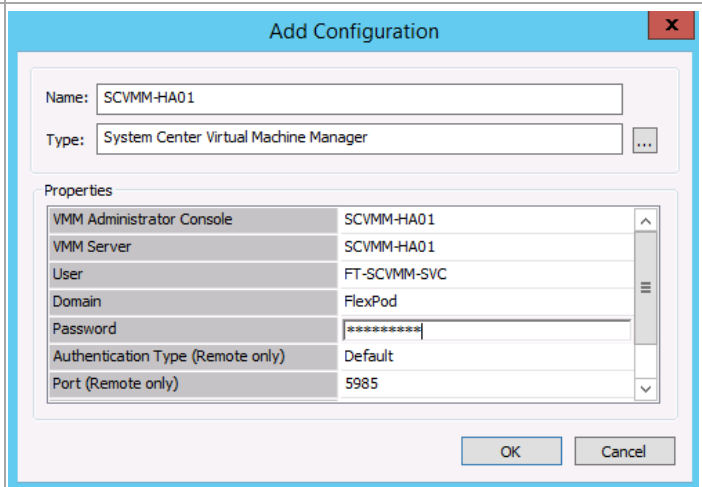 Add Configuration
x
Name: SCVMM-HA01
Type: System Center Virtual Machine Manager ...
Properties
VMM Administrator Console SCVMM-HA01
VMM Server SCVMM-HA01
User FT-SCVMM-SVC
Domain FlexPod
Password *********
Authentication Type (Remote only) Default
Port (Remote only) 5985
OK Cancel